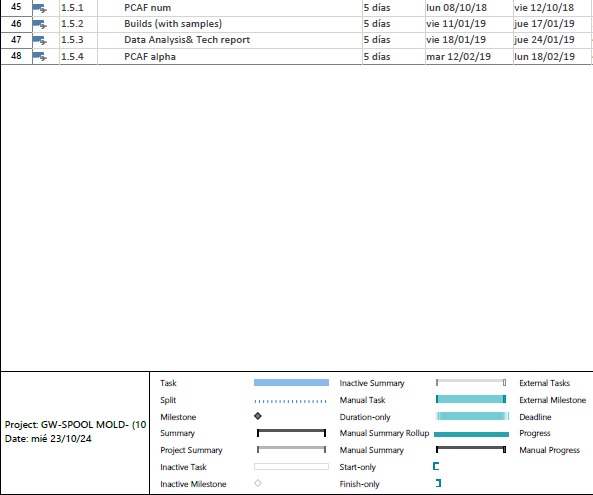 45 1.5.1 PCAF num 5 días lun 08/10/18 vie 12/10/18
46 1.5.2 Builds (with samples) 5 días vie 11/01/19 jue 17/01/19
47 1.5.3 Data Analysis& Tech report 5 días vie 18/01/19 jue 24/01/19
48 1.5.4 PCAF alpha 5 días mar 12/02/19 lun 18/02/19
Project: GW-SPOOL MOLD- (10
Date: mié 23/10/24
Task Inactive Summary External Tasks
Split Manual Task External Milestone
Milestone Duration-only Deadline
Summary Manual Summary Rollup Progress
Project Summary Manual Summary Manual Progress
Inactive Task Start-only
Inactive Milestone Finish-only